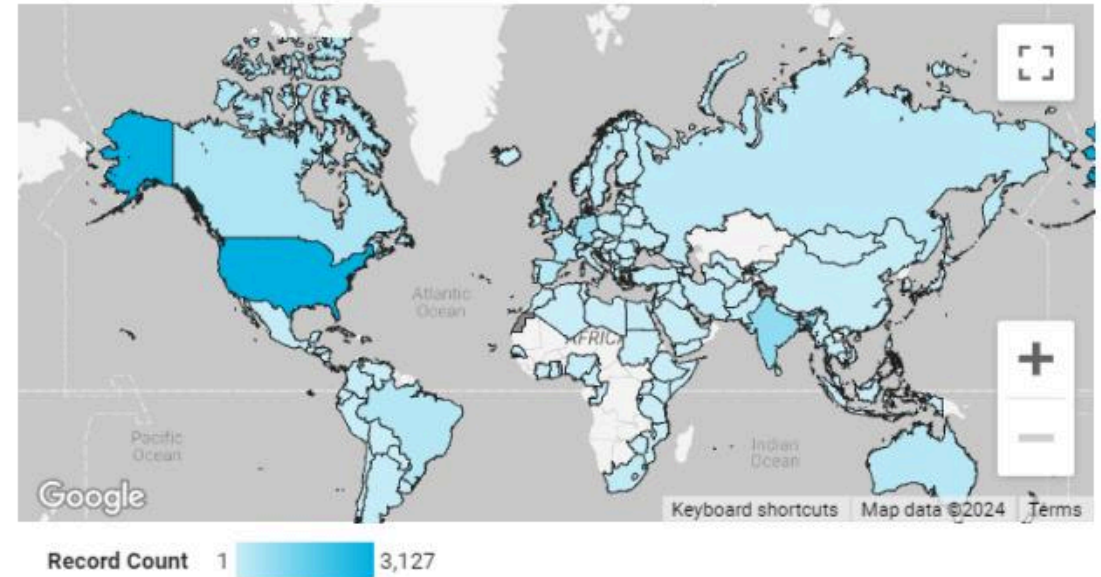 Atlantic
Ocean
AFRICA
Pacific
Ocean
Indian
Ocean
Google
Keyboard shortcuts
Map data ©2024
Terms
Record Count 1 3,127